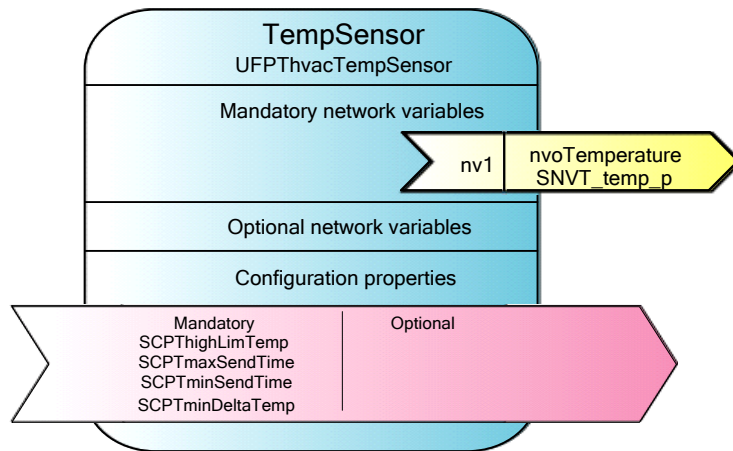 TempSensor
UFPThvacTempSensor
Mandatory network variables
nv1
nvoTemperature
SNVT_temp_p
Optional network variables
Configuration properties
Mandatory
SCPThighLimTemp
SCPTmaxSendTime
SCPTminSendTime
SCPTminDeltaTemp
Optional